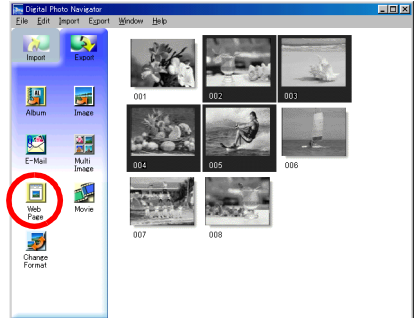 Digital Photo Navigator
File Edit Import Export Window Help
Import Export
Album Image
E-Mail Multi Image
Web Page Movie
Change Format
001 002 003
004 005 006
007 008